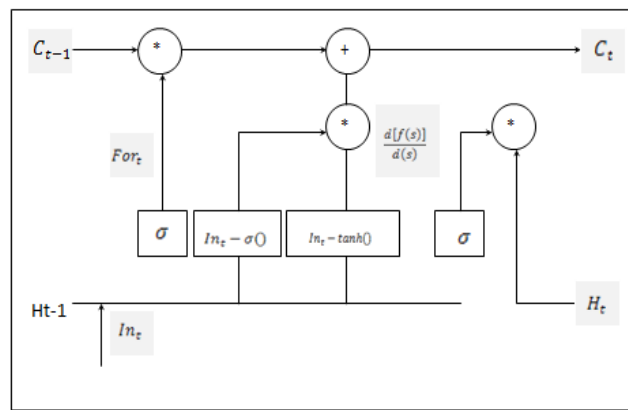 C_{t-1} * + C_t
* *
For_t d[f(s)]/d(s)
σ In_t - σ() In_t - tanh() σ
Ht-1 H_t
In_t